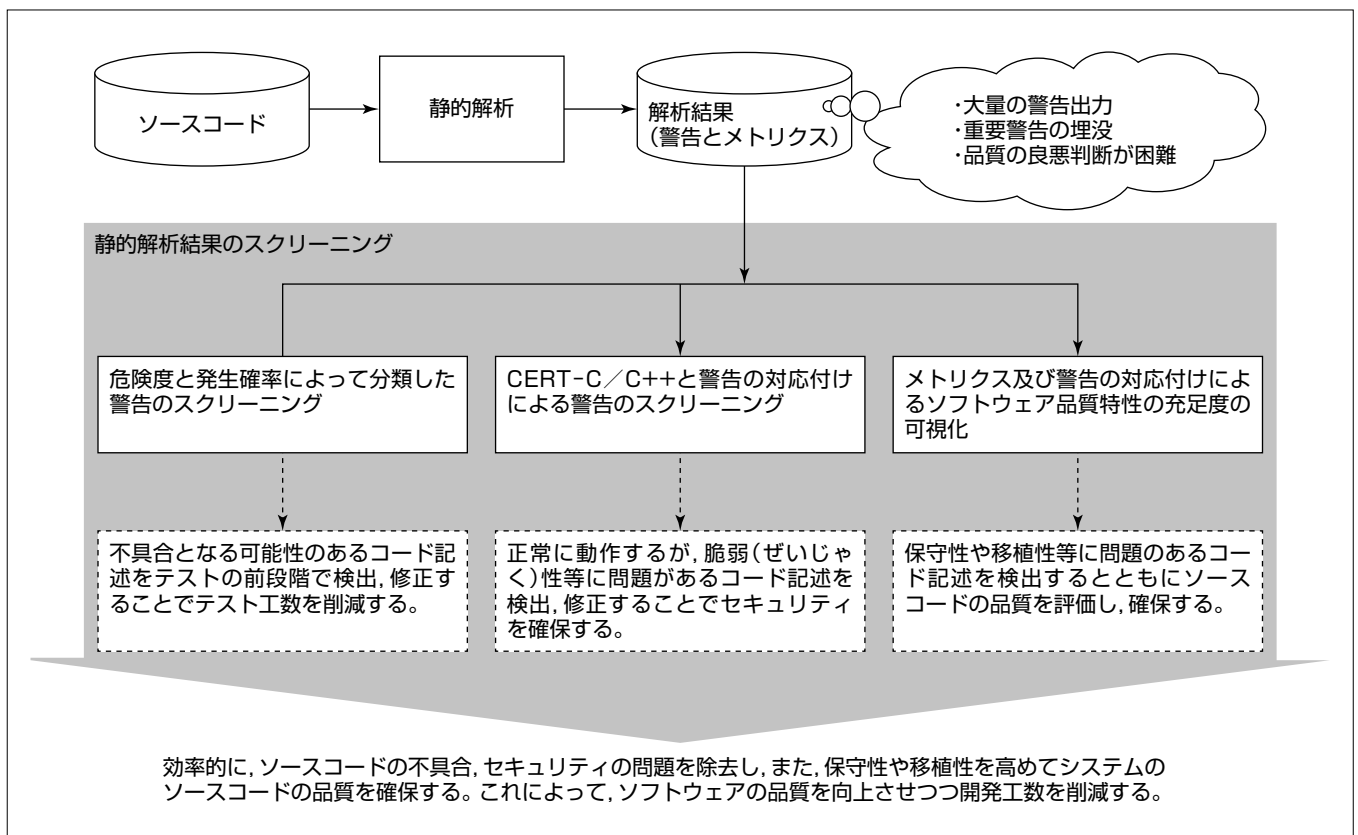 ソースコード
静的解析
解析結果
（警告とメトリクス）
・大量の警告出力
・重要警告の埋没
・品質の良悪判断が困難
静的解析結果のスクリーニング
危険度と発生確率によって分類した
警告のスクリーニング
CERT-C／C++と警告の対応付け
による警告のスクリーニング
メトリクス及び警告の対応付けによ
るソフトウェア品質特性の充足度の
可視化
不具合となる可能性のあるコード記
述をテストの前段階で検出，修正す
ることでテスト工数を削減する。
正常に動作するが，脆弱（ぜいじゃ
く）性等に問題があるコード記述を
検出，修正することでセキュリティ
を確保する。
保守性や移植性等に問題のあるコー
ド記述を検出するとともにソース
コードの品質を評価し，確保する。
効率的に，ソースコードの不具合，セキュリティの問題を除去し，また，保守性や移植性を高めてシステムの
ソースコードの品質を確保する。これによって，ソフトウェアの品質を向上させつつ開発工数を削減する。